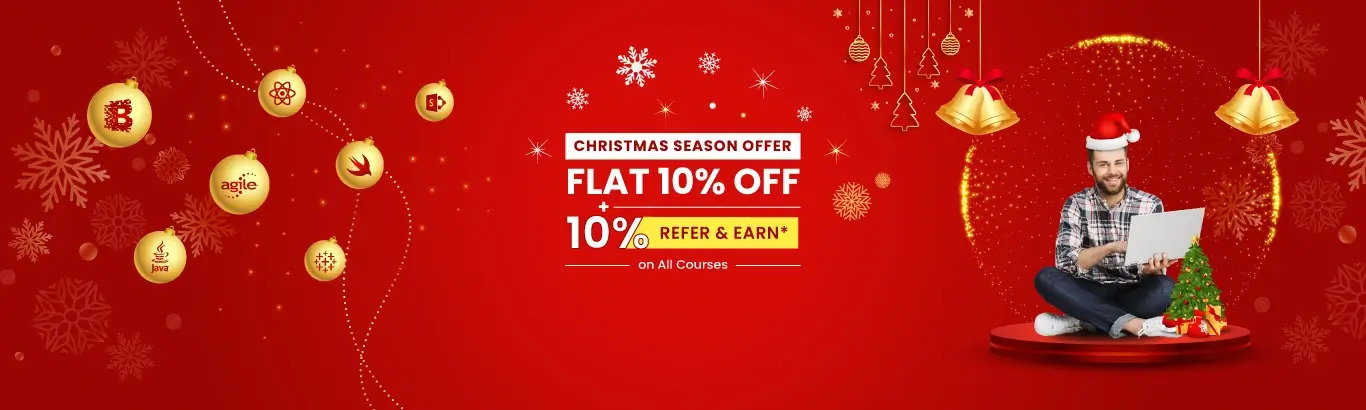 B
S
agile
Java
CHRISTMAS SEASON OFFER
FLAT 10% OFF
+
10% REFER & EARN*
on All Courses